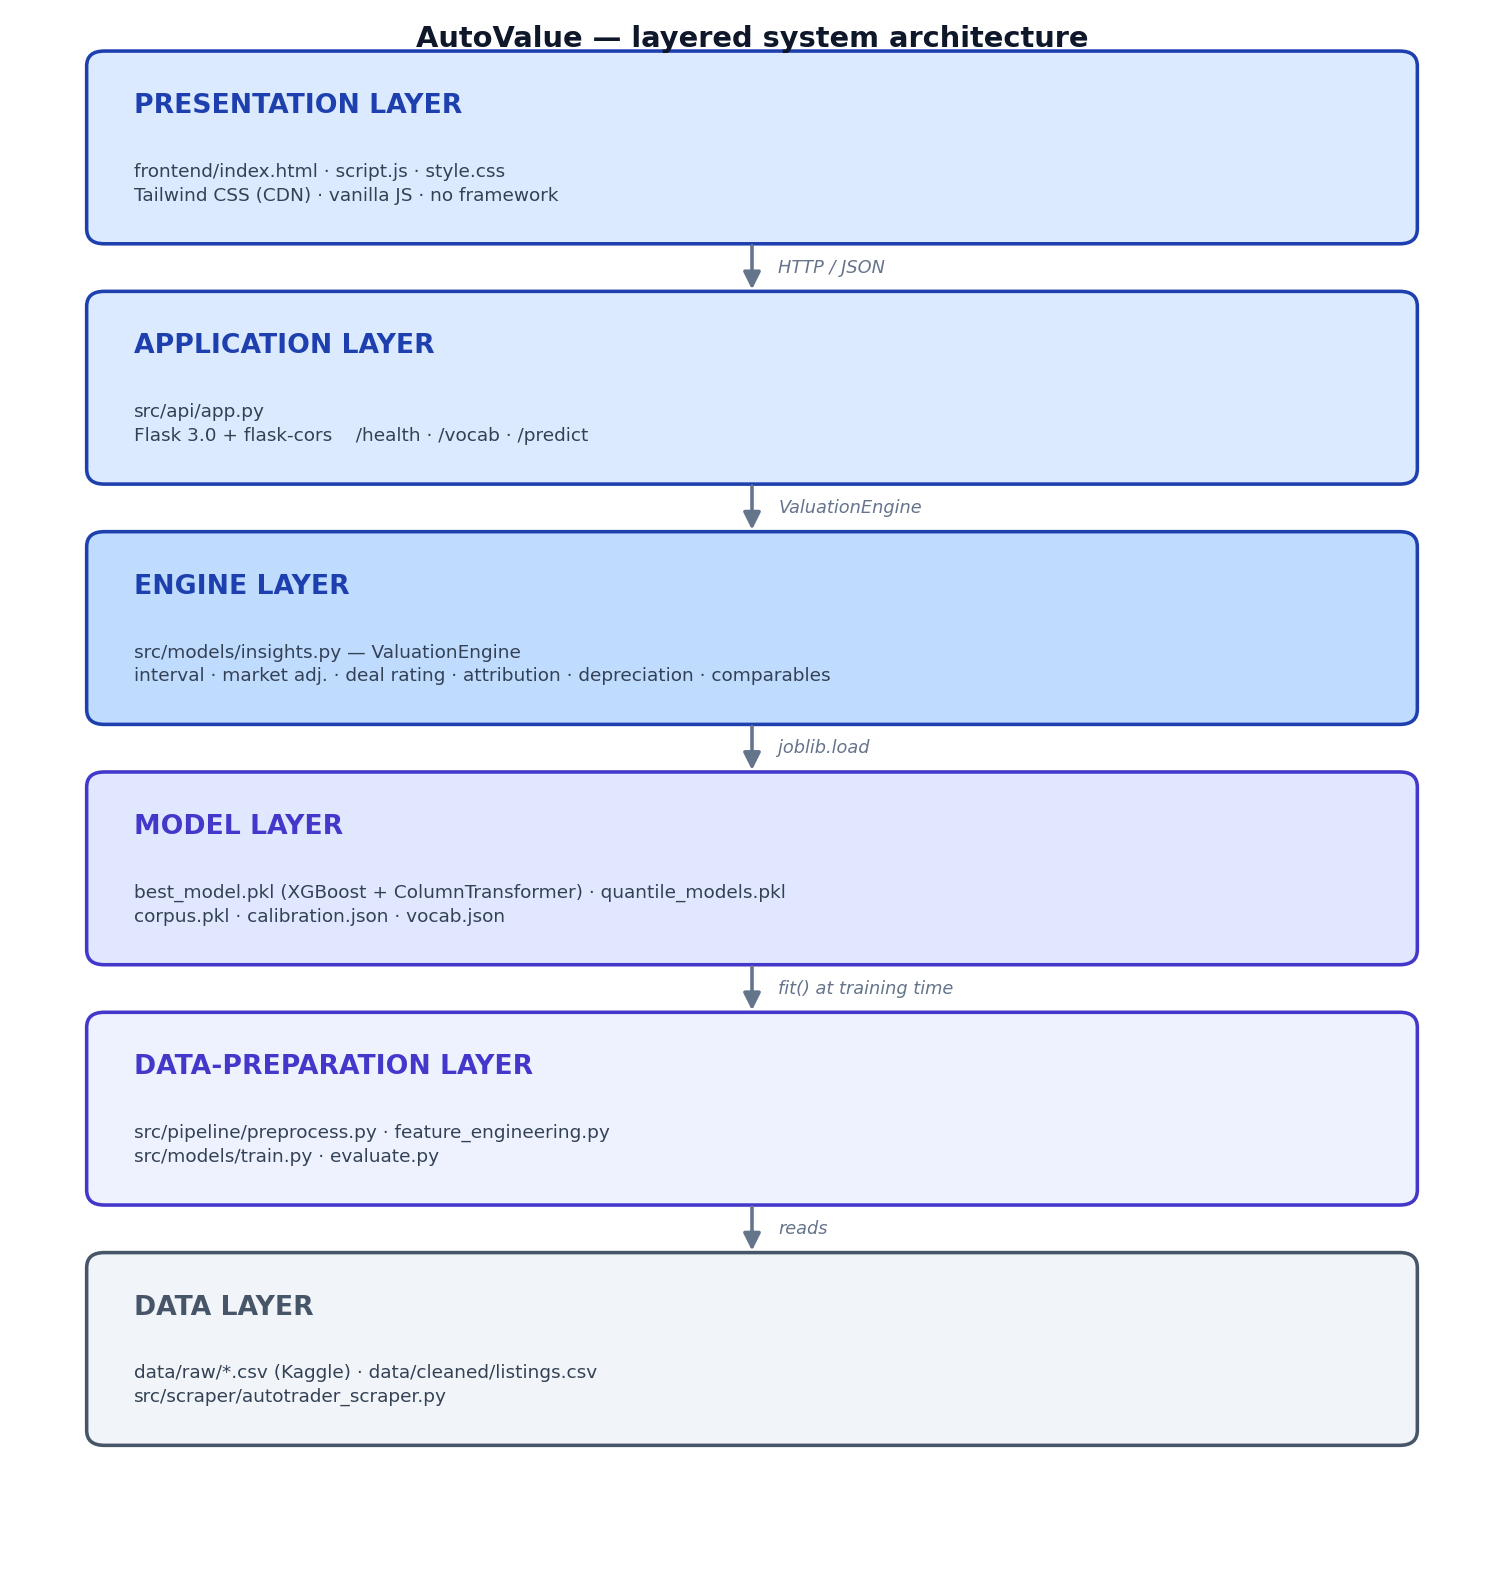 AutoValue — layered system architecture
PRESENTATION LAYER
frontend/index.html · script.js · style.css
Tailwind CSS (CDN) · vanilla JS · no framework
HTTP / JSON
APPLICATION LAYER
src/api/app.py
Flask 3.0 + flask-cors    /health · /vocab · /predict
ValuationEngine
ENGINE LAYER
src/models/insights.py — ValuationEngine
interval · market adj. · deal rating · attribution · depreciation · comparables
joblib.load
MODEL LAYER
best_model.pkl (XGBoost + ColumnTransformer) · quantile_models.pkl
corpus.pkl · calibration.json · vocab.json
fit() at training time
DATA-PREPARATION LAYER
src/pipeline/preprocess.py · feature_engineering.py
src/models/train.py · evaluate.py
reads
DATA LAYER
data/raw/*.csv (Kaggle) · data/cleaned/listings.csv
src/scraper/autotrader_scraper.py